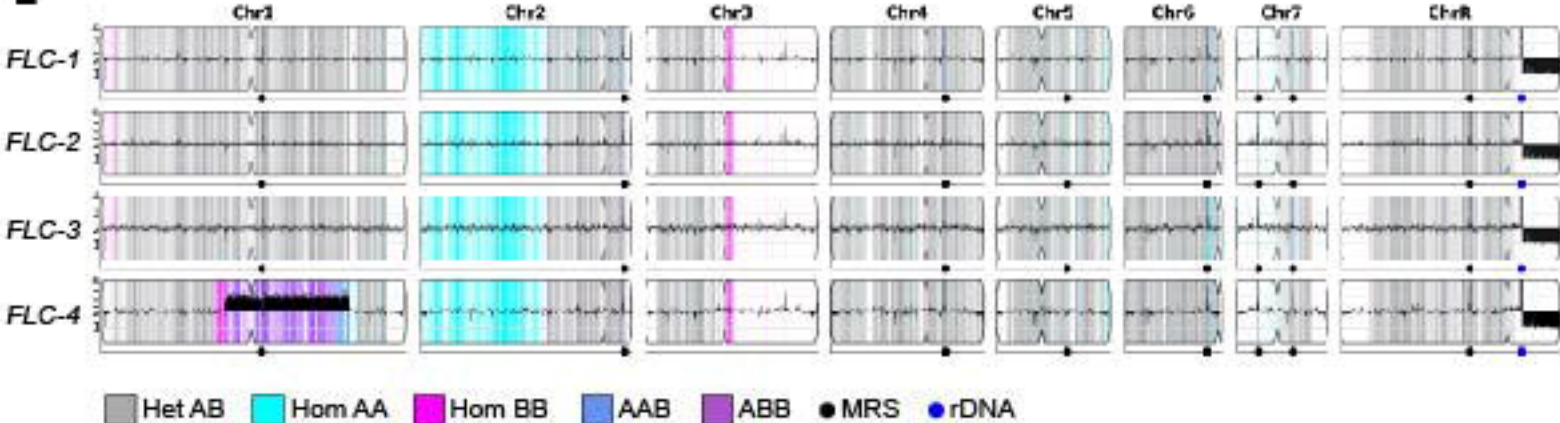 Chr1 Chr2 Chr3 Chr4 Chr5 Chr6 Chr7 ChrR
FLC-1
FLC-2
FLC-3
FLC-4
Het AB Hom AA Hom BB AAB ABB MRS rDNA